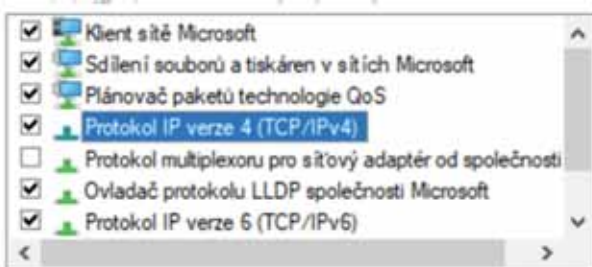 Klient sítě Microsoft
Sdílení souborů a tiskáren v sítích Microsoft
Plánovač paketů technologie QoS
Protokol IP verze 4 (TCP/IPv4)
Protokol multiplexoru pro síťový adaptér od společnosti
Ovladač protokolu LLDP společnosti Microsoft
Protokol IP verze 6 (TCP/IPv6)